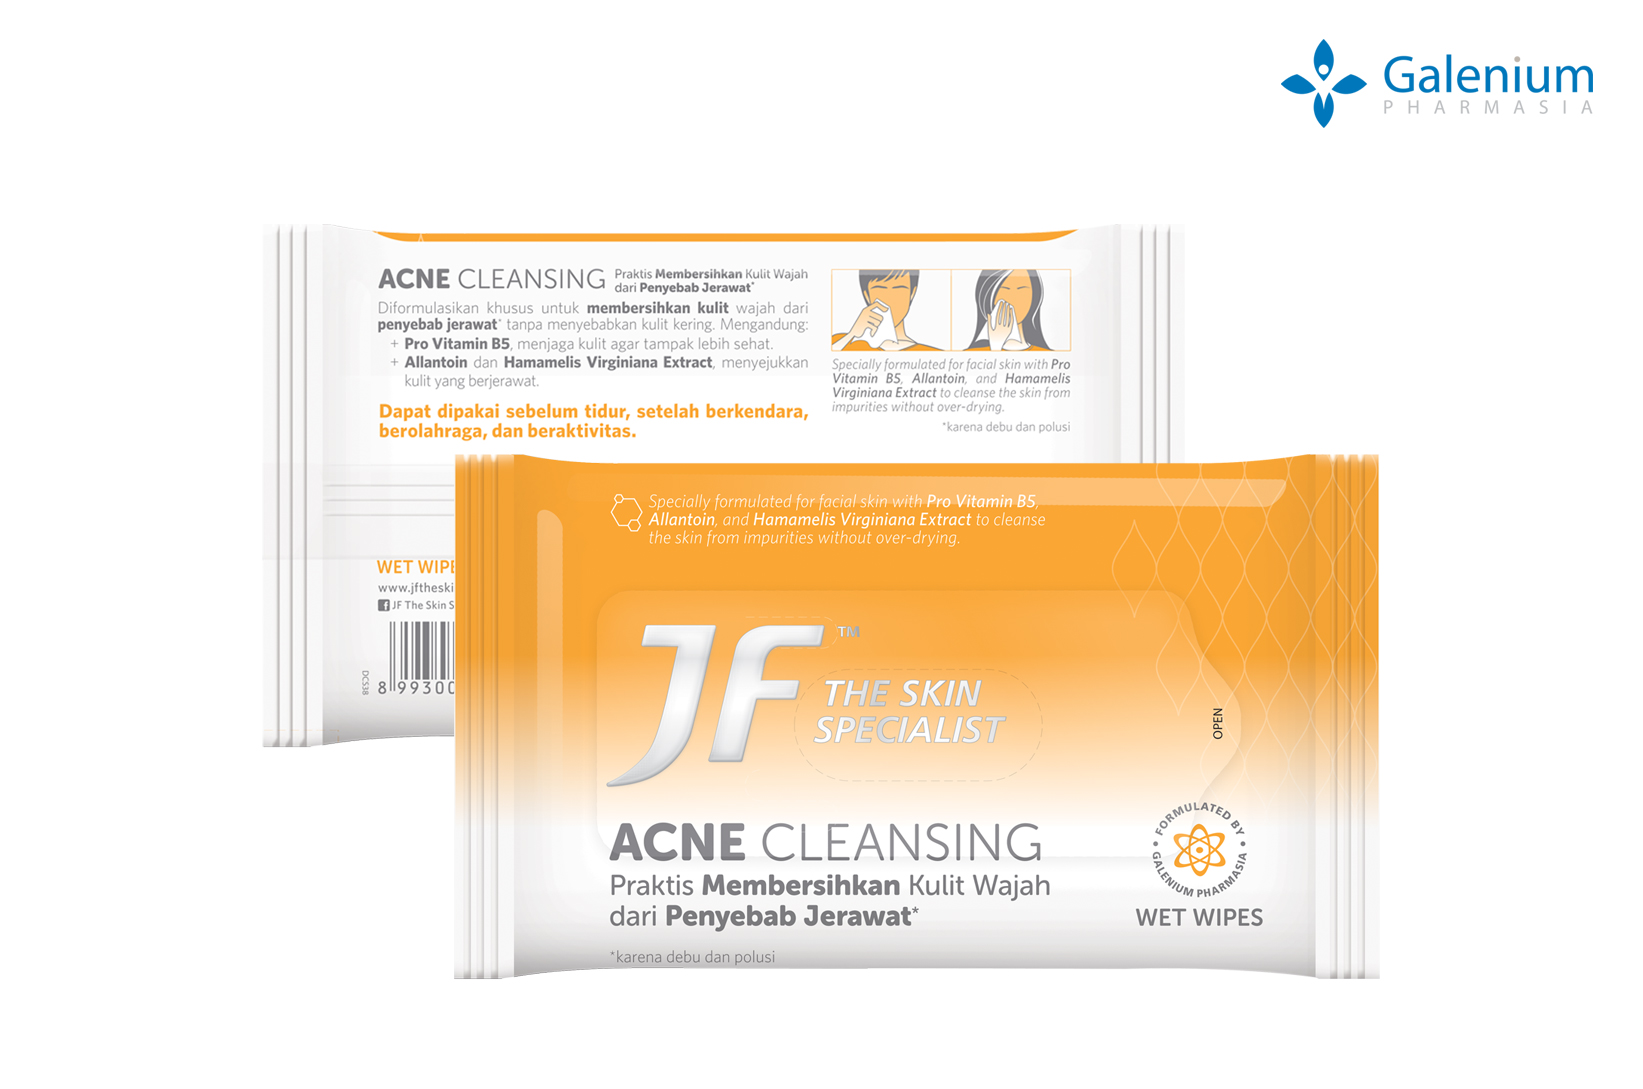 Galenium
PHARMASIA
ACNE CLEANSING
Praktis Membersihkan Kulit Wajah
dari Penyebab Jerawat*
Diformulasikan khusus untuk membersihkan kulit wajah dari
penyebab jerawat* tanpa menyebabkan kulit kering. Mengandung:
+ Pro Vitamin B5, menjaga kulit agar tampak lebih sehat.
+ Allantoin dan Hamamelis Virginiana Extract, menyejukkan
kulit yang berjerawat.
Dapat dipakai sebelum tidur, setelah berkendara,
berolahraga, dan beraktivitas.
Specially formulated for facial skin with Pro
Vitamin B5, Allantoin, and Hamamelis
Virginiana Extract to cleanse the skin from
impurities without over-drying.
*karena debu dan polusi
WET WIPE
www.jftheski
JF The Skin S
DC538
8 99300
Specially formulated for facial skin with Pro Vitamin B5,
Allantoin, and Hamamelis Virginiana Extract to cleanse
the skin from impurities without over-drying.
JF™
THE SKIN
SPECIALIST
OPEN
ACNE CLEANSING
Praktis Membersihkan Kulit Wajah
dari Penyebab Jerawat*
*karena debu dan polusi
• FORMULATED BY •
GALENIUM PHARMASIA
WET WIPES